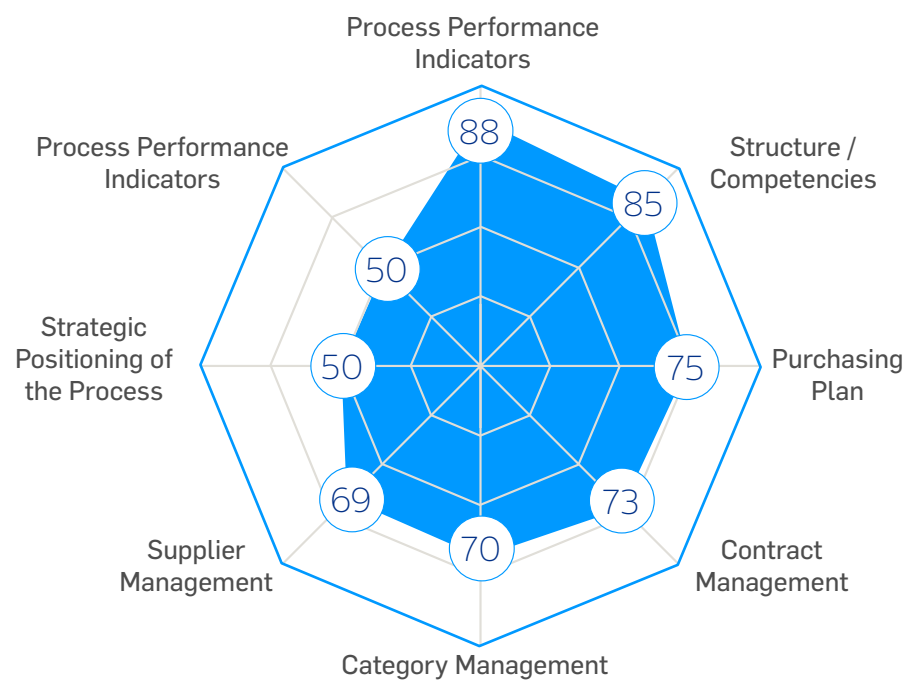 Process Performance
Indicators
88
Process Performance
Indicators
Structure /
Competencies
85
50
Strategic
Positioning of
the Process
50
75
Purchasing
Plan
69
73
70
Supplier
Management
Contract
Management
Category Management